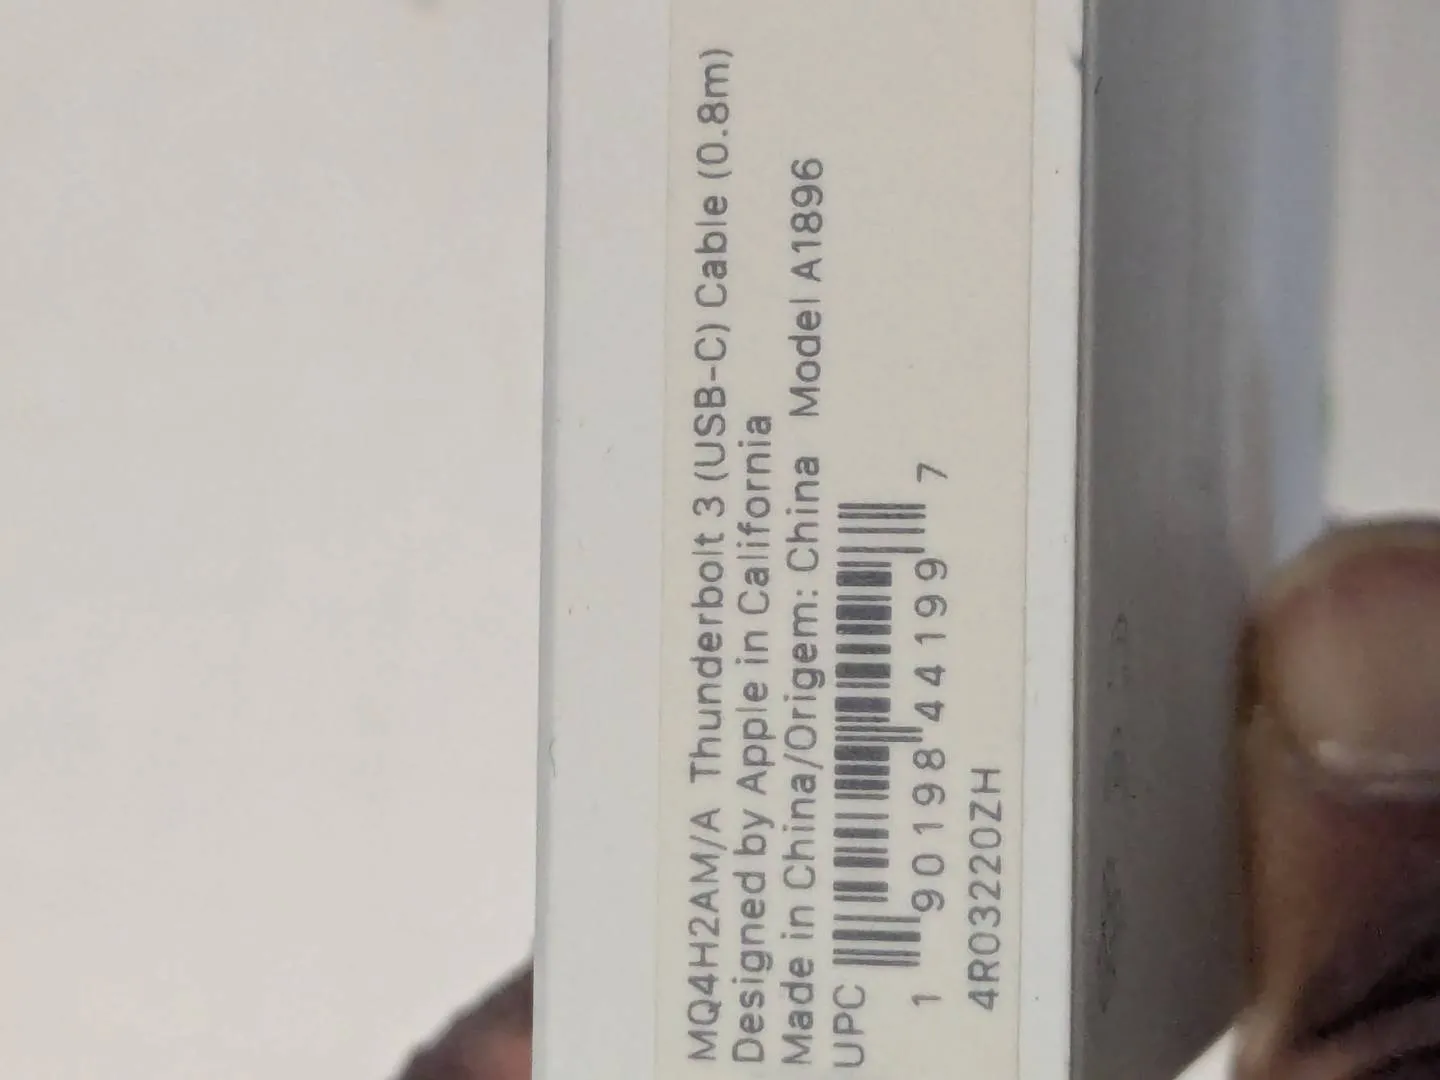 MQ4H2AM/A Thunderbolt 3 (USB-C) Cable (0.8m)
Designed by Apple in California
Made in China/Origem: China Model A1896
UPC
1 90198 44199 7
4R03220ZH